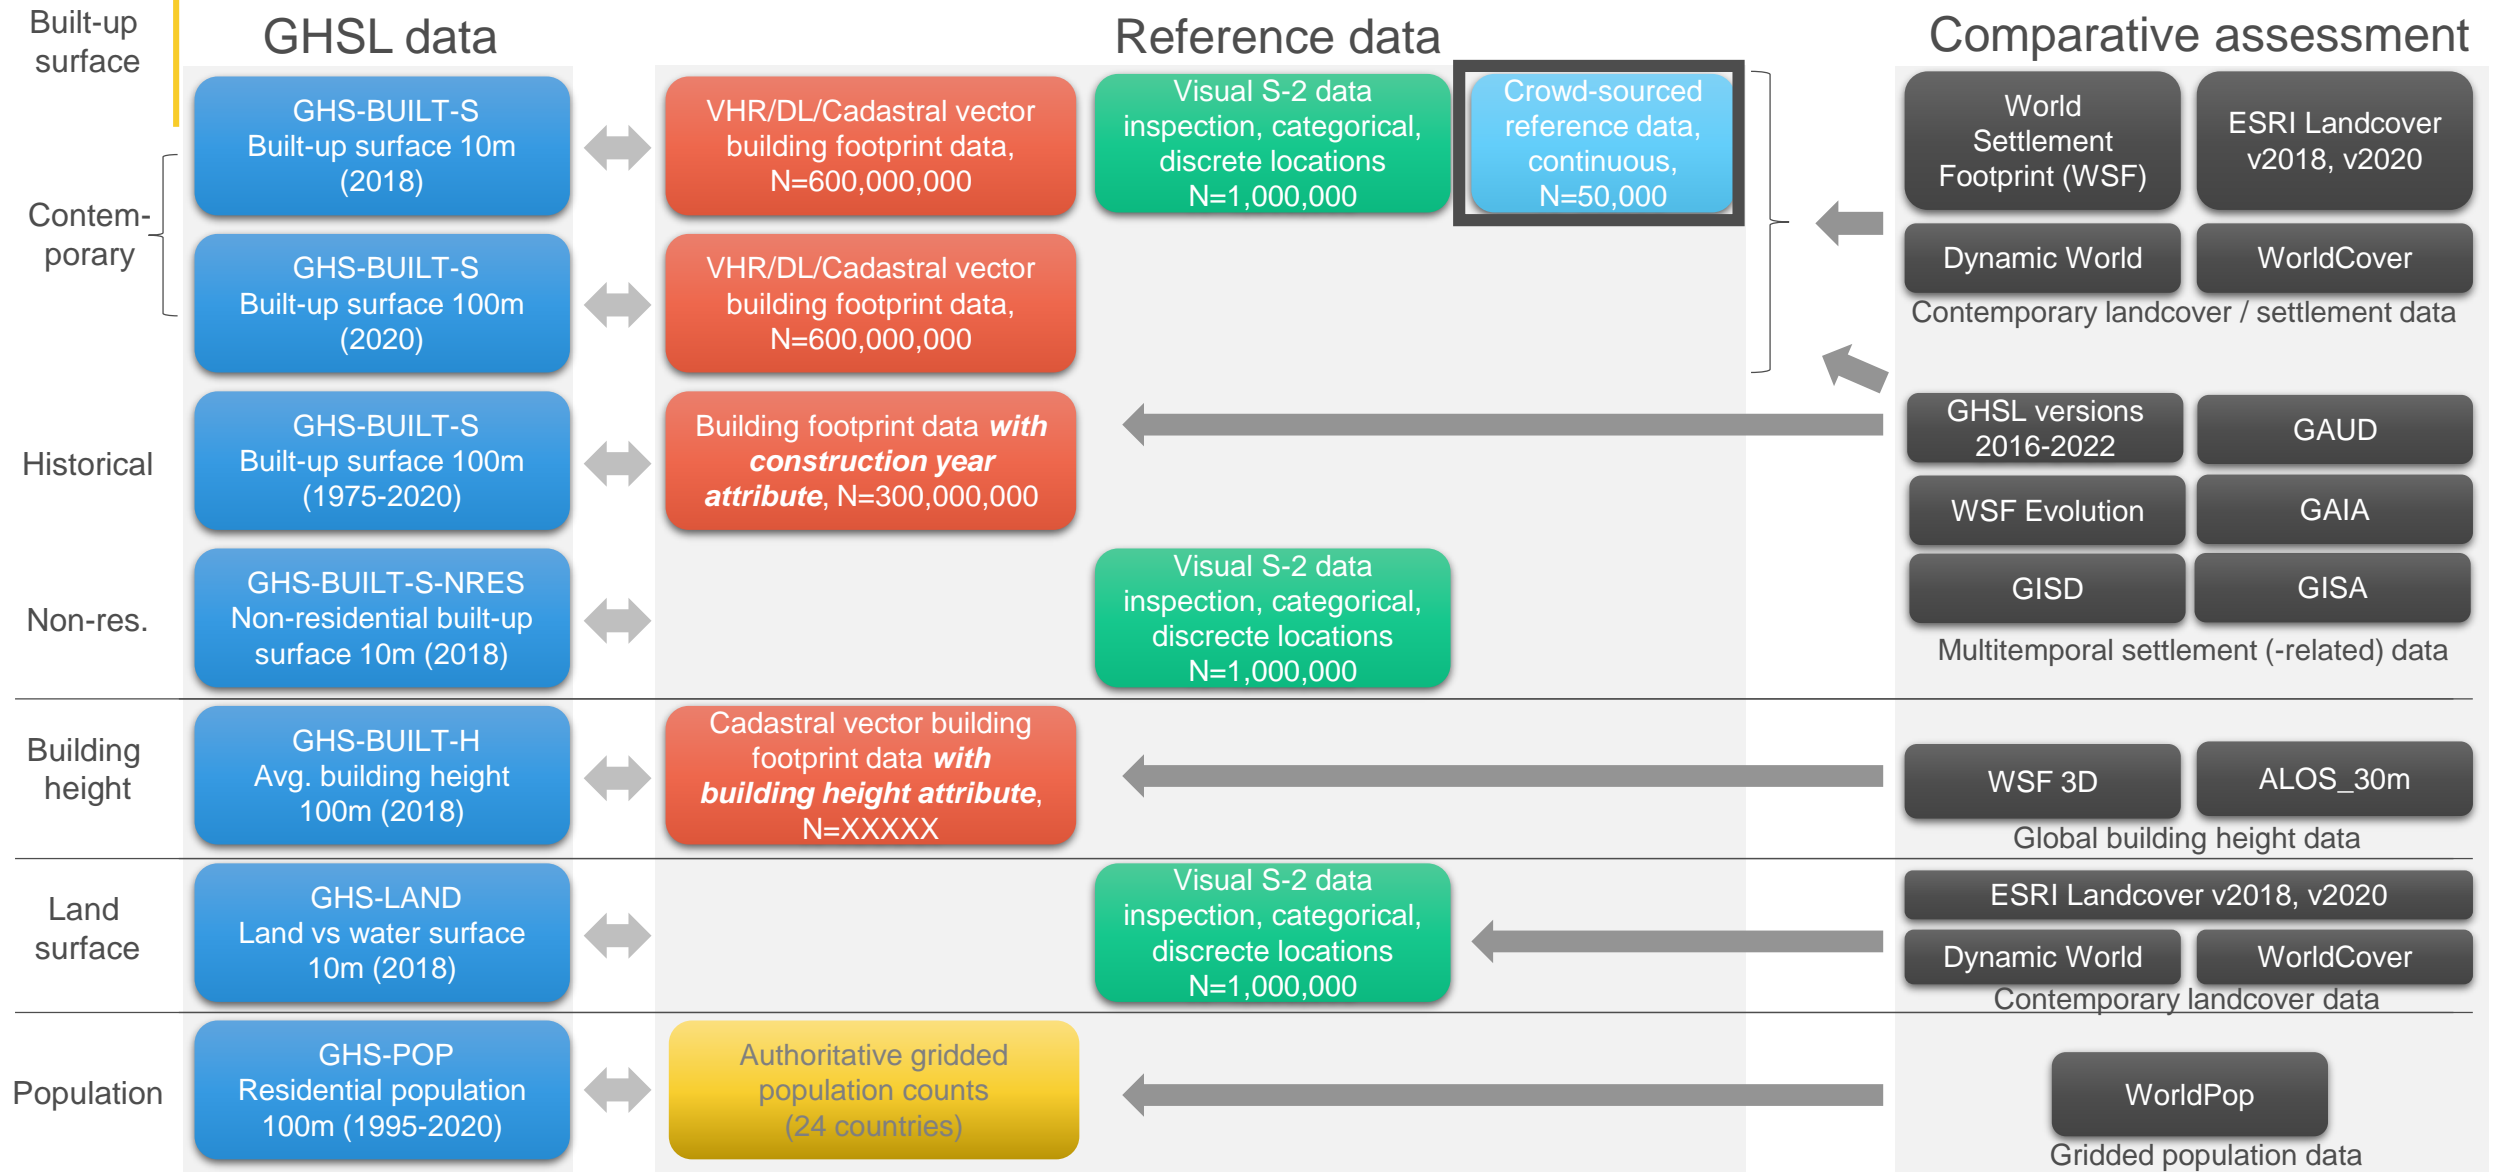 Built-up
surface
GHSL data
Reference data
Comparative assessment
GHS-BUILT-S
Built-up surface 10m
(2018)
VHR/DL/Cadastral vector
building footprint data,
N=600,000,000
Visual S-2 data
inspection, categorical,
discrete locations
N=1,000,000
Crowd-sourced
reference data,
continuous,
N=50,000
World
Settlement
Footprint (WSF)
ESRI Landcover
v2018, v2020
Contem-
porary
GHS-BUILT-S
Built-up surface 100m
(2020)
VHR/DL/Cadastral vector
building footprint data,
N=600,000,000
Dynamic World
WorldCover
Contemporary landcover / settlement data
Historical
GHS-BUILT-S
Built-up surface 100m
(1975-2020)
Building footprint data with
construction year
attribute, N=300,000,000
GHSL versions
2016-2022
GAUD
WSF Evolution
GAIA
Non-res.
GHS-BUILT-S-NRES
Non-residential built-up
surface 10m (2018)
Visual S-2 data
inspection, categorical,
discrecte locations
N=1,000,000
GISD
GISA
Multitemporal settlement (-related) data
Building
height
GHS-BUILT-H
Avg. building height
100m (2018)
Cadastral vector building
footprint data with
building height attribute,
N=XXXXX
WSF 3D
ALOS_30m
Global building height data
Land
surface
GHS-LAND
Land vs water surface
10m (2018)
Visual S-2 data
inspection, categorical,
discrecte locations
N=1,000,000
ESRI Landcover v2018, v2020
Dynamic World
WorldCover
Contemporary landcover data
Population
GHS-POP
Residential population
100m (1995-2020)
Authoritative gridded
population counts
(24 countries)
WorldPop
Gridded population data